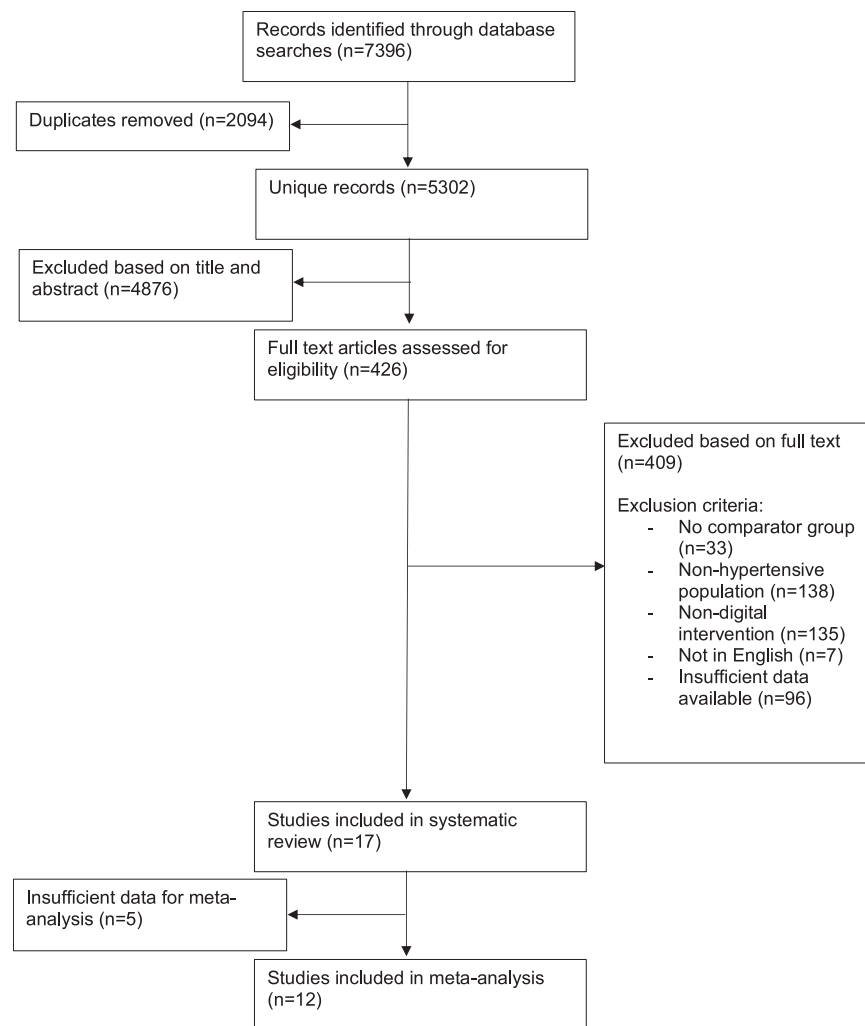 Records identified through database
searches (n=7396)
Duplicates removed (n=2094)
Unique records (n=5302)
Excluded based on title and
abstract (n=4876)
Full text articles assessed for
eligibility (n=426)
Excluded based on full text
(n=409)
Exclusion criteria:
- No comparator group
(n=33)
- Non-hypertensive
population (n=138)
- Non-digital
intervention (n=135)
- Not in English (n=7)
- Insufficient data
available (n=96)
Studies included in systematic
review (n=17)
Insufficient data for meta-
analysis (n=5)
Studies included in meta-analysis
(n=12)